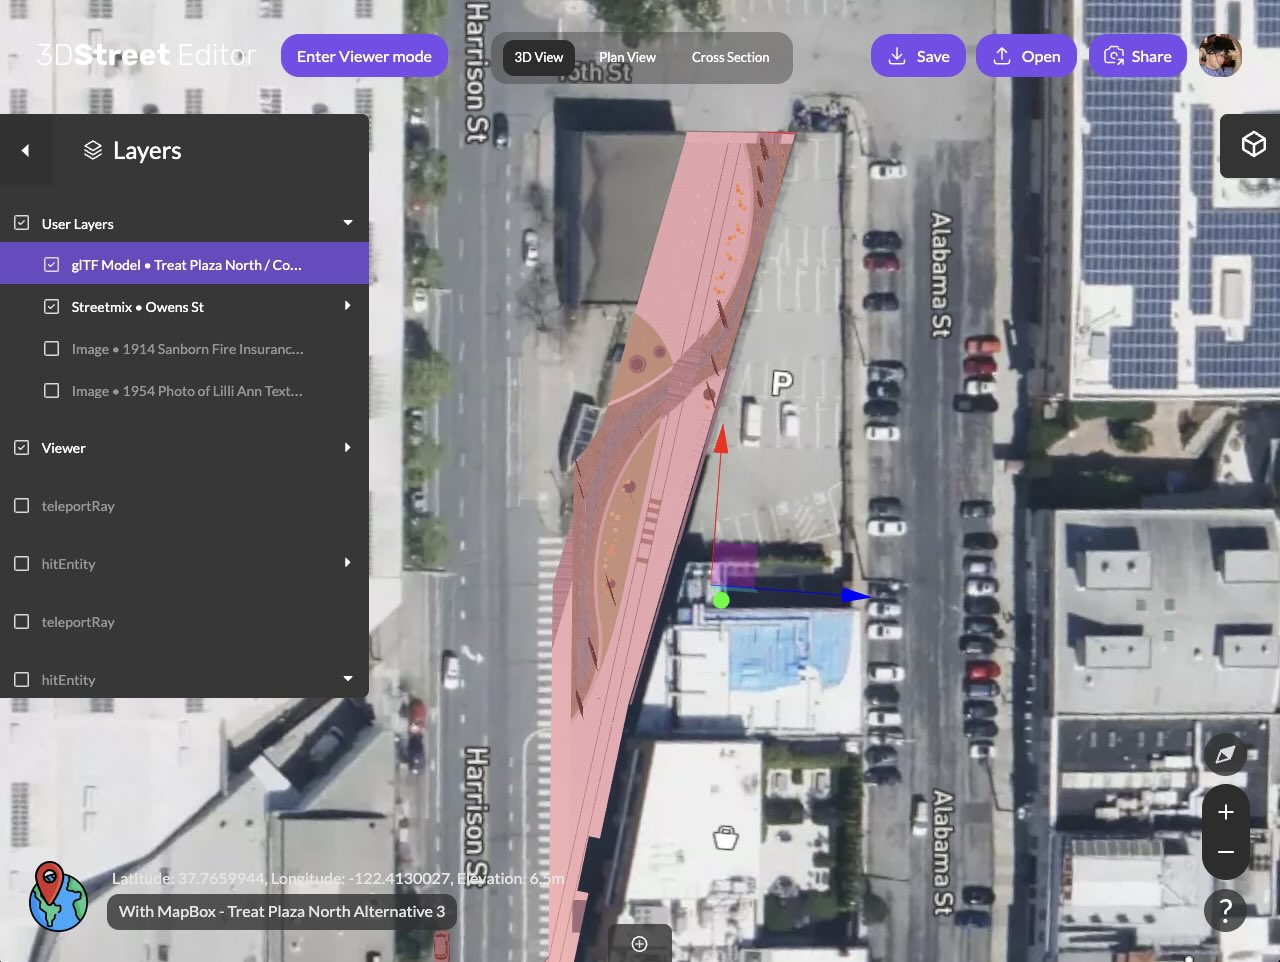 3DStreet Editor
Enter Viewer mode
3D View
Plan View
Cross Section
Save
Open
Share
Harrison St
16th St
Layers
User Layers
glTF Model • Treat Plaza North / Co...
Streetmix • Owens St
Image • 1914 Sanborn Fire Insuranc...
Image • 1954 Photo of Lilli Ann Text...
Viewer
teleportRay
hitEntity
teleportRay
hitEntity
Alabama St
P
Harrison St
Alabama St
Latitude: 37.7659944, Longitude: -122.4130027, Elevation: 6.5m
With MapBox - Treat Plaza North Alternative 3
?